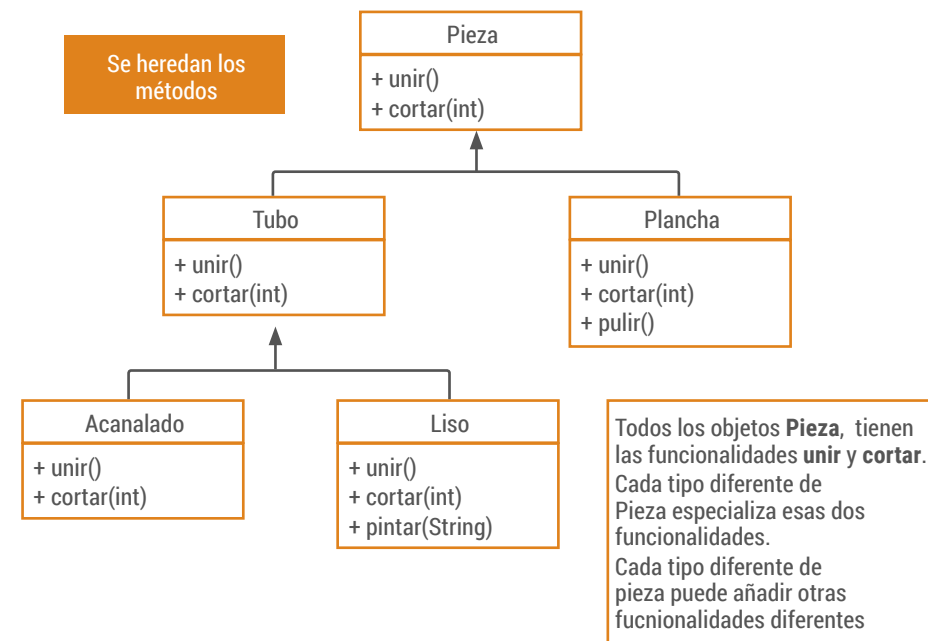 Se heredan los
métodos
Pieza
+ unir()
+ cortar(int)
Tubo
+ unir()
+ cortar(int)
Plancha
+ unir()
+ cortar(int)
+ pulir()
Acanalado
+ unir()
+ cortar(int)
Liso
+ unir()
+ cortar(int)
+ pintar(String)
Todos los objetos Pieza, tienen
las funcionalidades unir y cortar.
Cada tipo diferente de
Pieza especializa esas dos
funcionalidades.
Cada tipo diferente de
pieza puede añadir otras
fucnionalidades diferentes